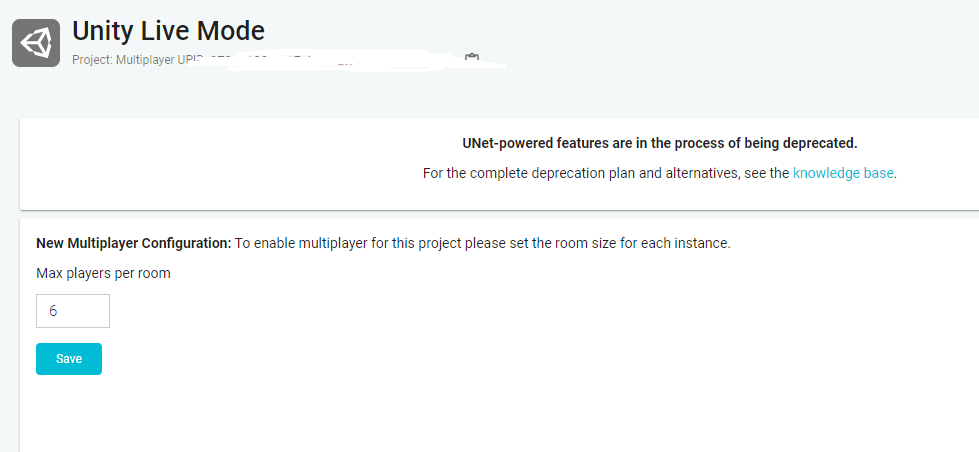 Unity Live Mode
Project: Multiplayer
UNet-powered features are in the process of being deprecated.
For the complete deprecation plan and alternatives, see the knowledge base.
New Multiplayer Configuration: To enable multiplayer for this project please set the room size for each instance.
Max players per room
6
Save